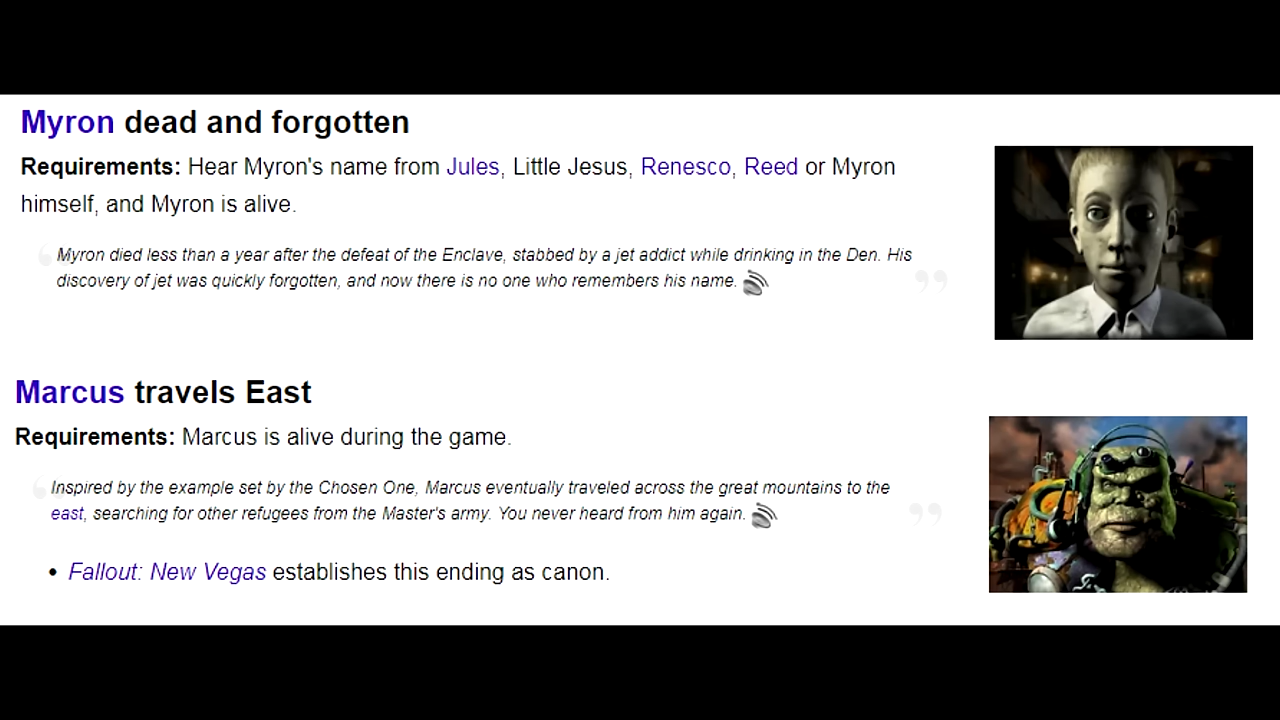 Myron dead and forgotten
Requirements: Hear Myron's name from Jules, Little Jesus, Renesco, Reed or Myron
himself, and Myron is alive.
Myron died less than a year after the defeat of the Enclave, stabbed by a jet addict while drinking in the Den. His
discovery of jet was quickly forgotten, and now there is no one who remembers his name.
Marcus travels East
Requirements: Marcus is alive during the game.
Inspired by the example set by the Chosen One, Marcus eventually traveled across the great mountains to the
east, searching for other refugees from the Master's army. You never heard from him again.
• Fallout: New Vegas establishes this ending as canon.